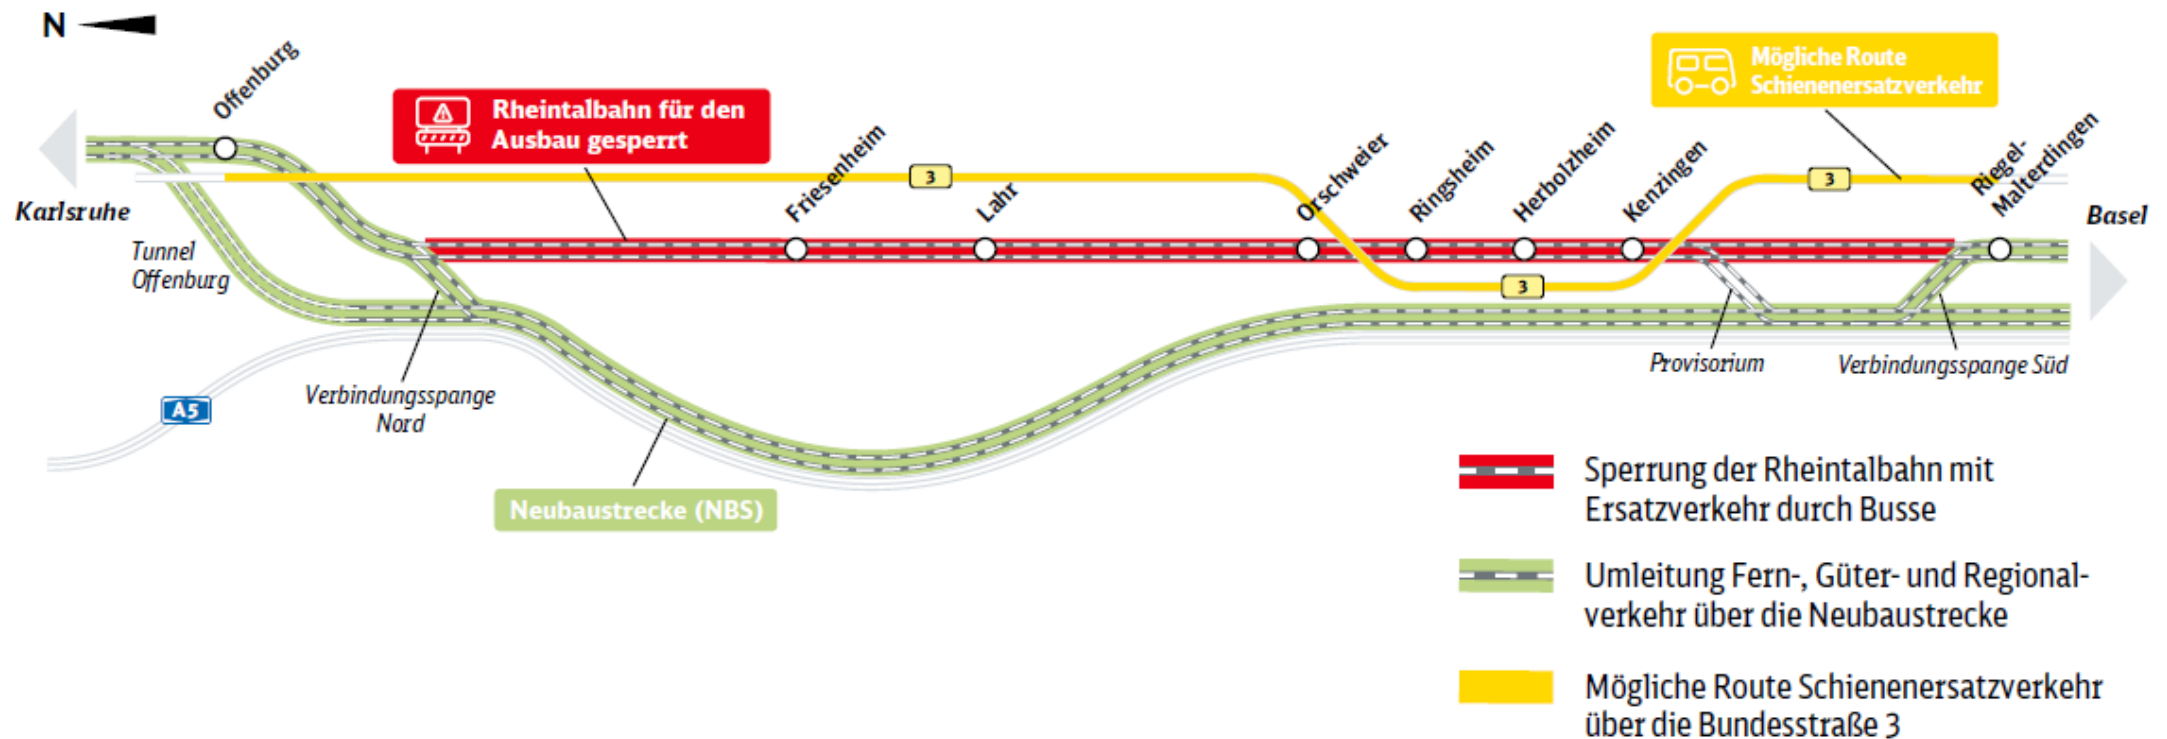 N
Offenburg
Karlsruhe
Tunnel
Offenburg
Rheintalbahn für den
Ausbau gesperrt
Friesenheim
3
Lahr
Orschweier
Ringsheim
Herbolzheim
Kenzingen
3
Mögliche Route
Schienenersatzverkehr
3
Riegel-
Malterdingen
Basel
Verbindungsspange
Nord
A5
Neubaustrecke (NBS)
Provisorium
Verbindungsspange Süd
Sperrung der Rheintalbahn mit
Ersatzverkehr durch Busse
Umleitung Fern-, Güter- und Regional-
verkehr über die Neubaustrecke
Mögliche Route Schienenersatzverkehr
über die Bundesstraße 3